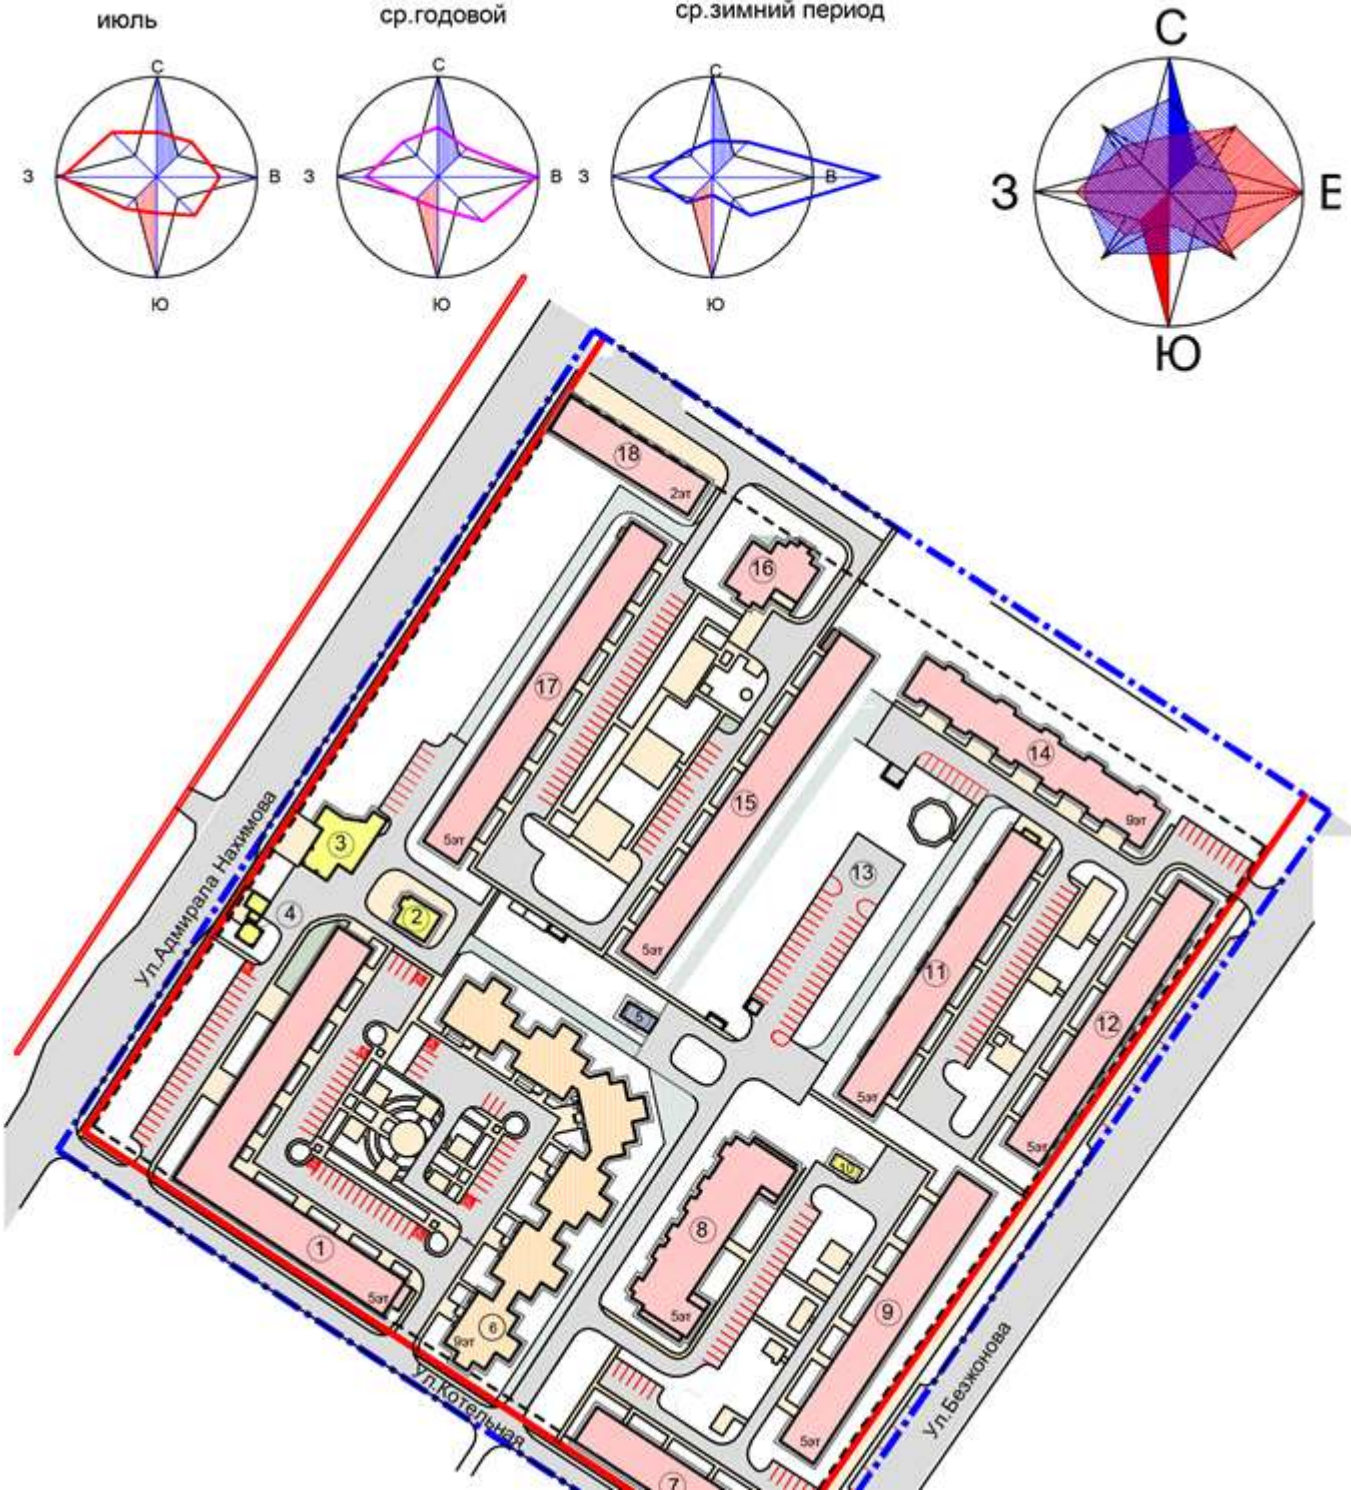 июль
ср.годовой
ср.зимний период
С
З
В
Ю
С
З
В
Ю
С
З
В
Ю
С
З
Е
Ю
18
2эт
16
17
5эт
15
5эт
14
9эт
3
2
4
13
11
5эт
12
5эт
5
1
5эт
6
9эт
8
5эт
9
5эт
7
Ул.Адмирала Нахимова
Ул.Котельная
Ул.Безжонова